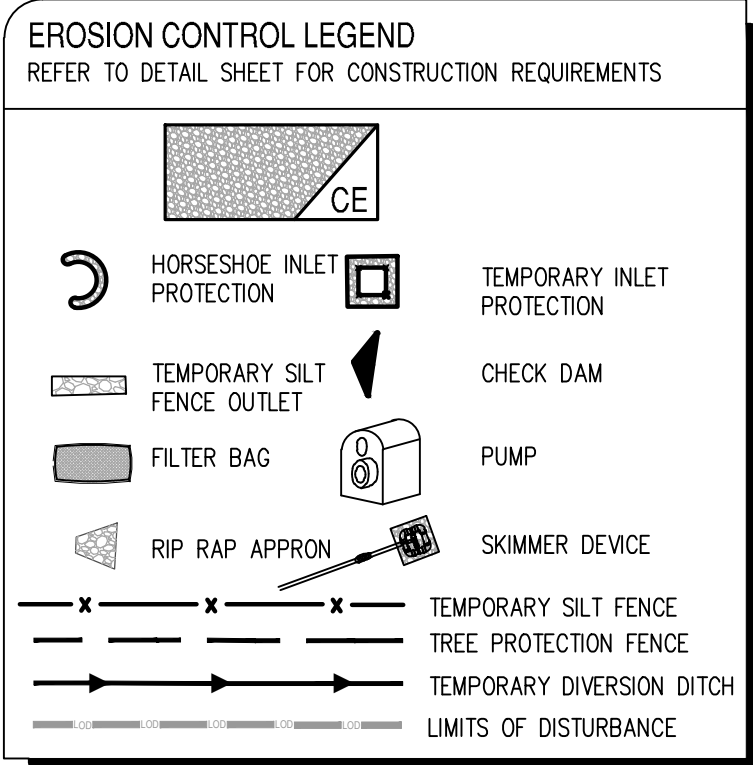 EROSION CONTROL LEGEND
REFER TO DETAIL SHEET FOR CONSTRUCTION REQUIREMENTS
CE
HORSESHOE INLET
PROTECTION
TEMPORARY INLET
PROTECTION
TEMPORARY SILT
FENCE OUTLET
CHECK DAM
FILTER BAG
PUMP
RIP RAP APPRON
SKIMMER DEVICE
X X X
TEMPORARY SILT FENCE
TREE PROTECTION FENCE
TEMPORARY DIVERSION DITCH
LOD LOD LOD LOD LOD
LIMITS OF DISTURBANCE